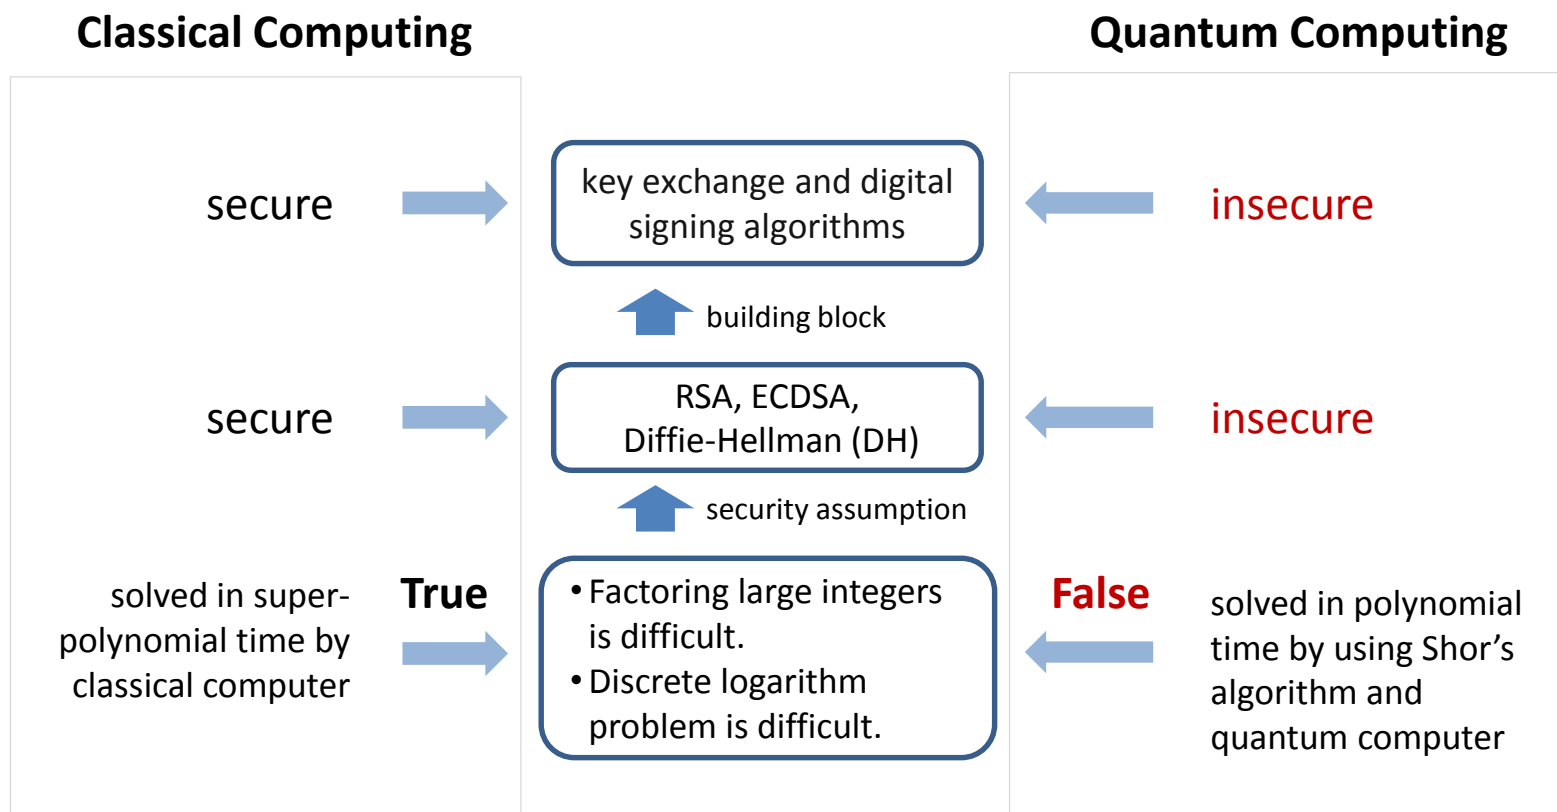 Classical Computing
Quantum Computing
secure
key exchange and digital
signing algorithms
insecure
building block
secure
RSA, ECDSA,
Diffie-Hellman (DH)
insecure
security assumption
solved in super-
polynomial time by
classical computer
True
• Factoring large integers
is difficult.
• Discrete logarithm
problem is difficult.
False
solved in polynomial
time by using Shor’s
algorithm and
quantum computer